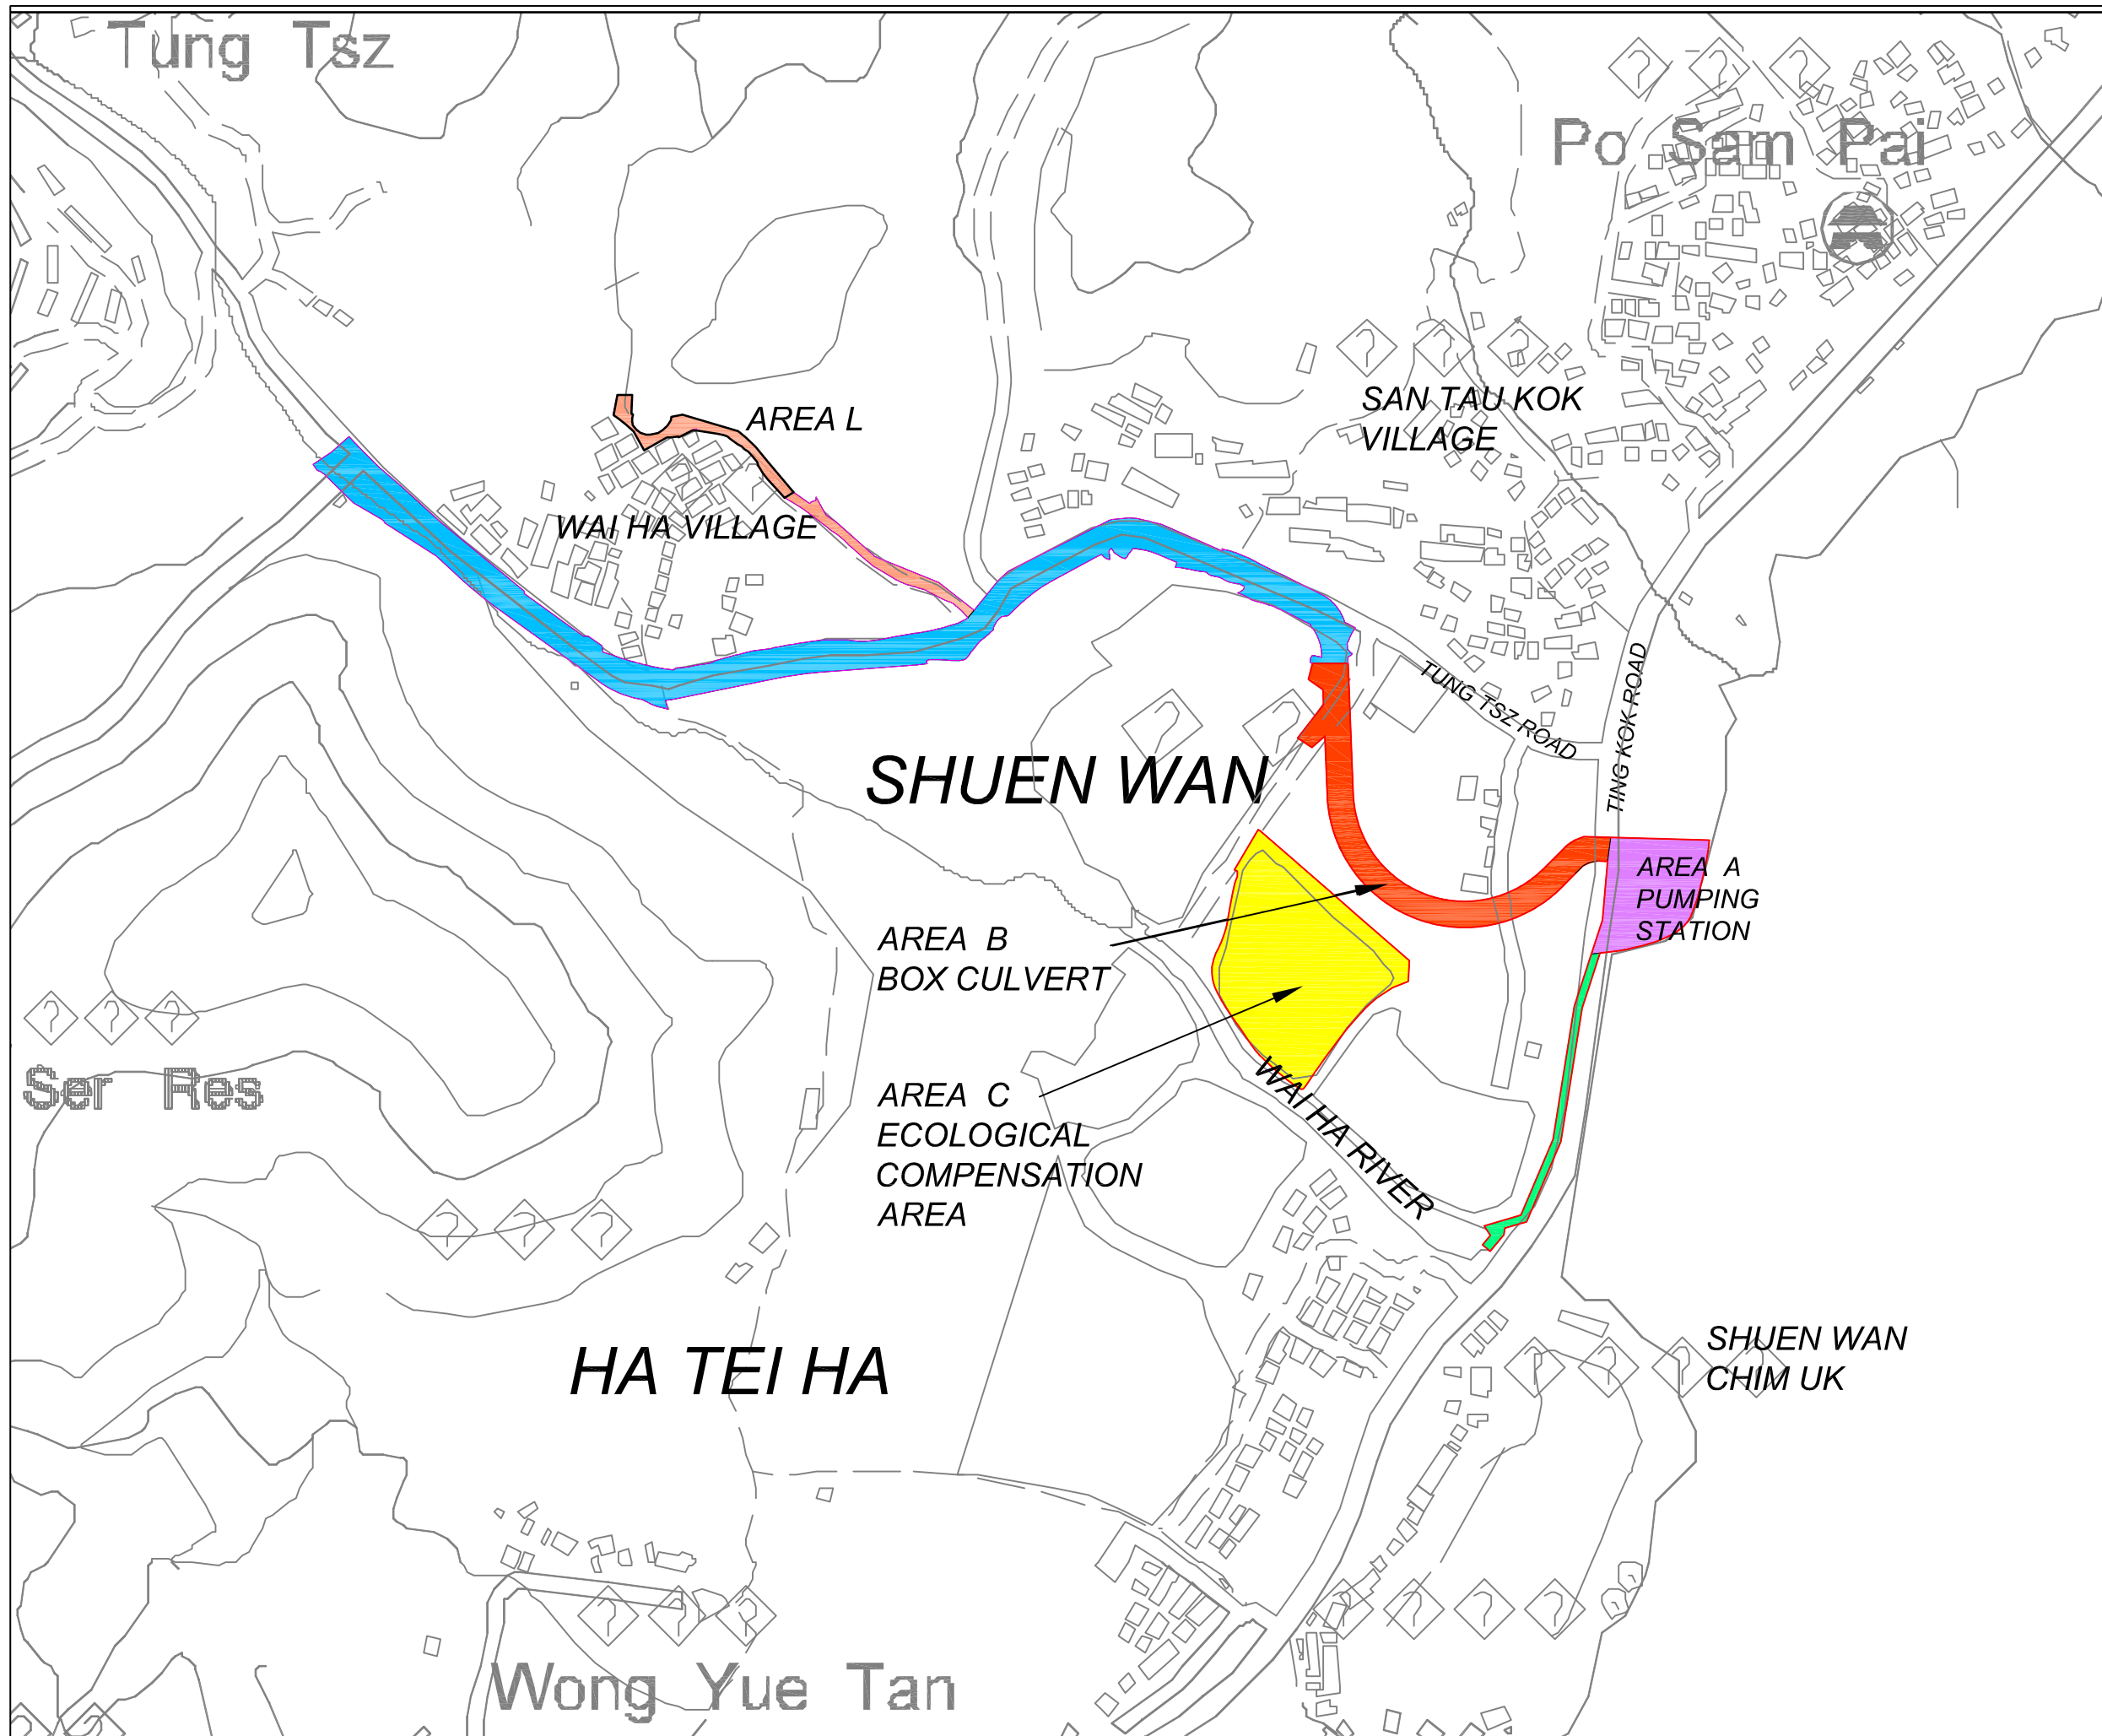 Tung Tsz
Po Sam Pai
SAN TAU KOK
VILLAGE
AREA L
WAI HA VILLAGE
TUNG TSZ ROAD
TING KOK ROAD
SHUEN WAN
AREA A
PUMPING
STATION
AREA B
BOX CULVERT
AREA C
ECOLOGICAL
COMPENSATION
AREA
WAI HA RIVER
Ser Res
HA TEI HA
SHUEN WAN
CHIM UK
Wong Yue Tan